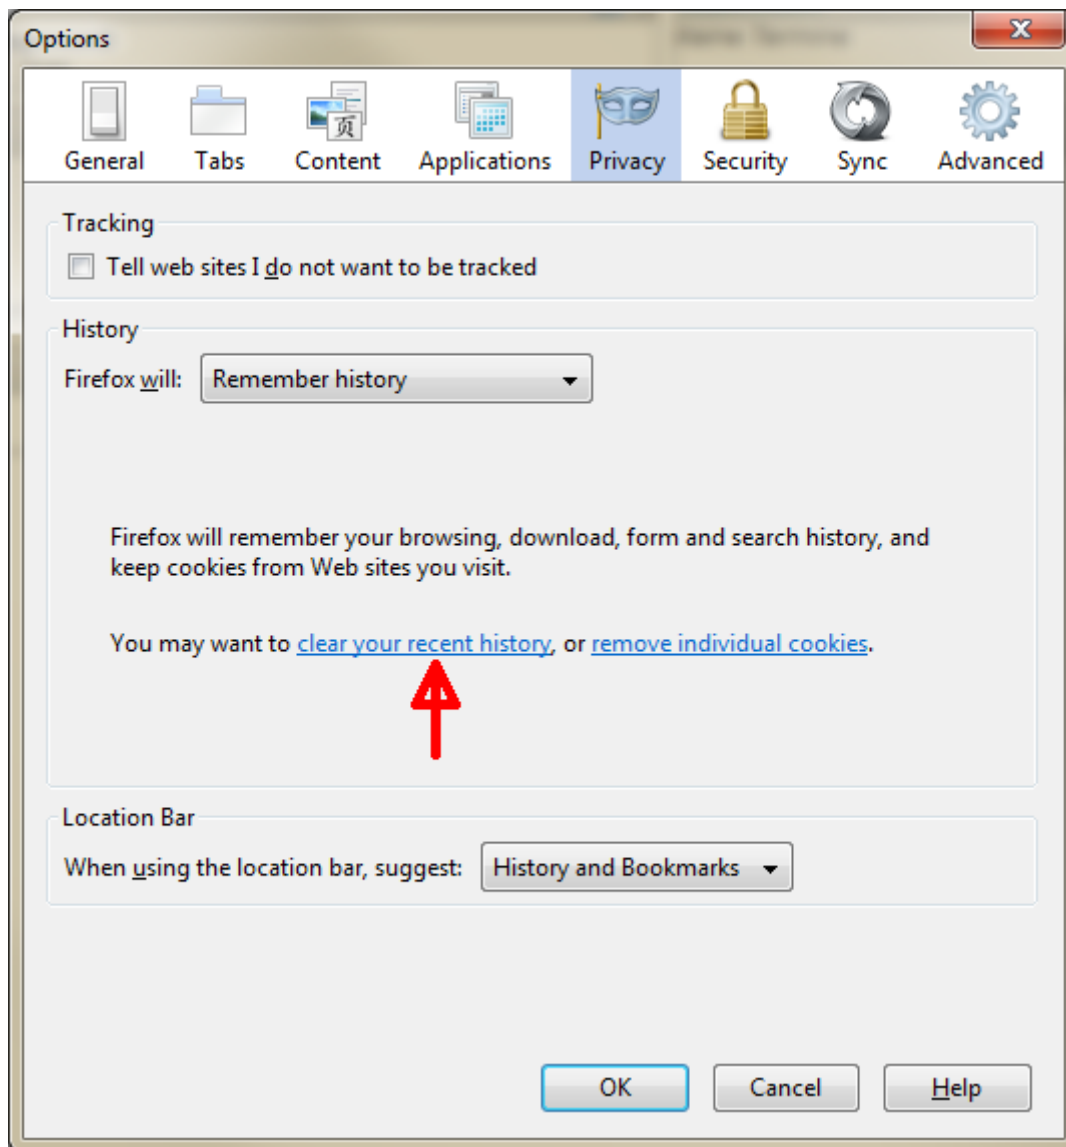 Options
General Tabs Content Applications Privacy Security Sync Advanced
页
Tracking
Tell web sites I do not want to be tracked
History
Firefox will: Remember history
Firefox will remember your browsing, download, form and search history, and
keep cookies from Web sites you visit.
You may want to clear your recent history, or remove individual cookies.
Location Bar
When using the location bar, suggest: History and Bookmarks
OK Cancel Help